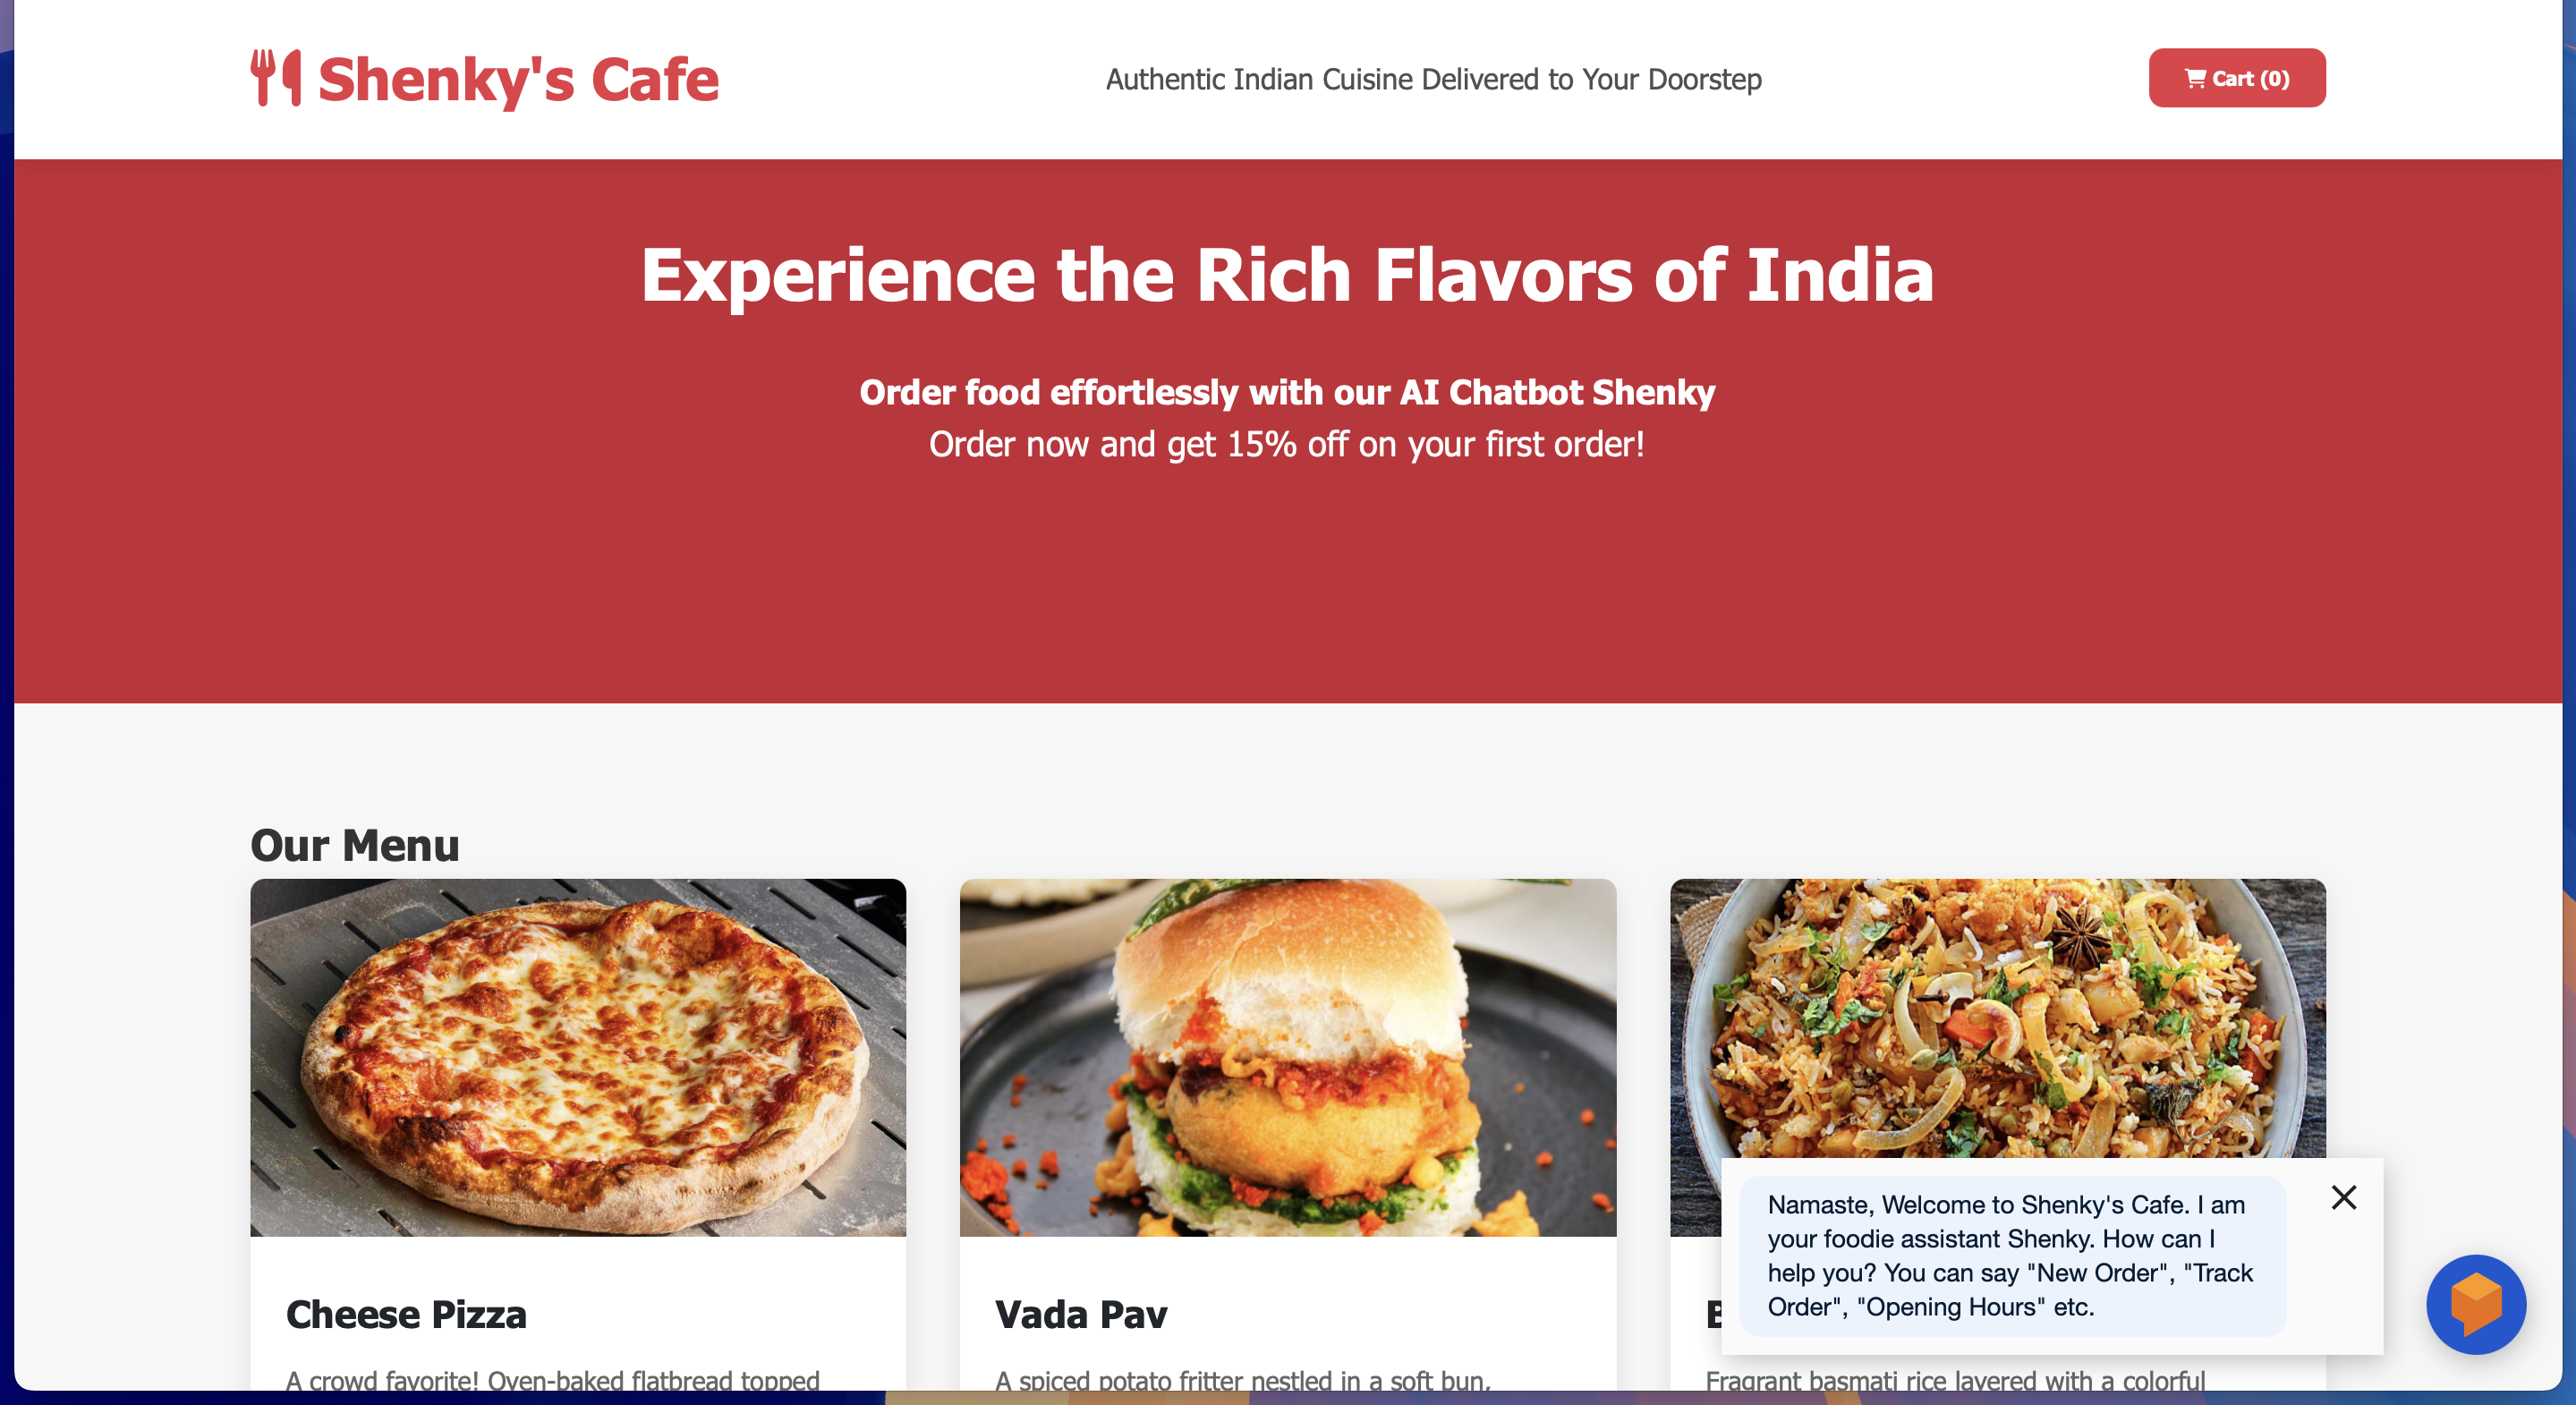 Shenky's Cafe
Authentic Indian Cuisine Delivered to Your Doorstep
Cart (0)
Experience the Rich Flavors of India
Order food effortlessly with our AI Chatbot Shenky
Order now and get 15% off on your first order!
Our Menu
Cheese Pizza
A crowd favorite! Oven-baked flatbread topped
Vada Pav
A spiced potato fritter nestled in a soft bun,
Fragrant basmati rice layered with a colorful
Namaste, Welcome to Shenky's Cafe. I am
your foodie assistant Shenky. How can I
help you? You can say "New Order", "Track
Order", "Opening Hours" etc.